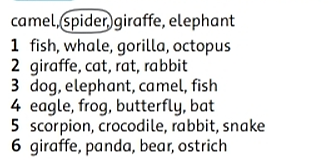 camel, spider, giraffe, elephant
1 fish, whale, gorilla, octopus
2 giraffe, cat, rat, rabbit
3 dog, elephant, camel, fish
4 eagle, frog, butterfly, bat
5 scorpion, crocodile, rabbit, snake
6 giraffe, panda, bear, ostrich